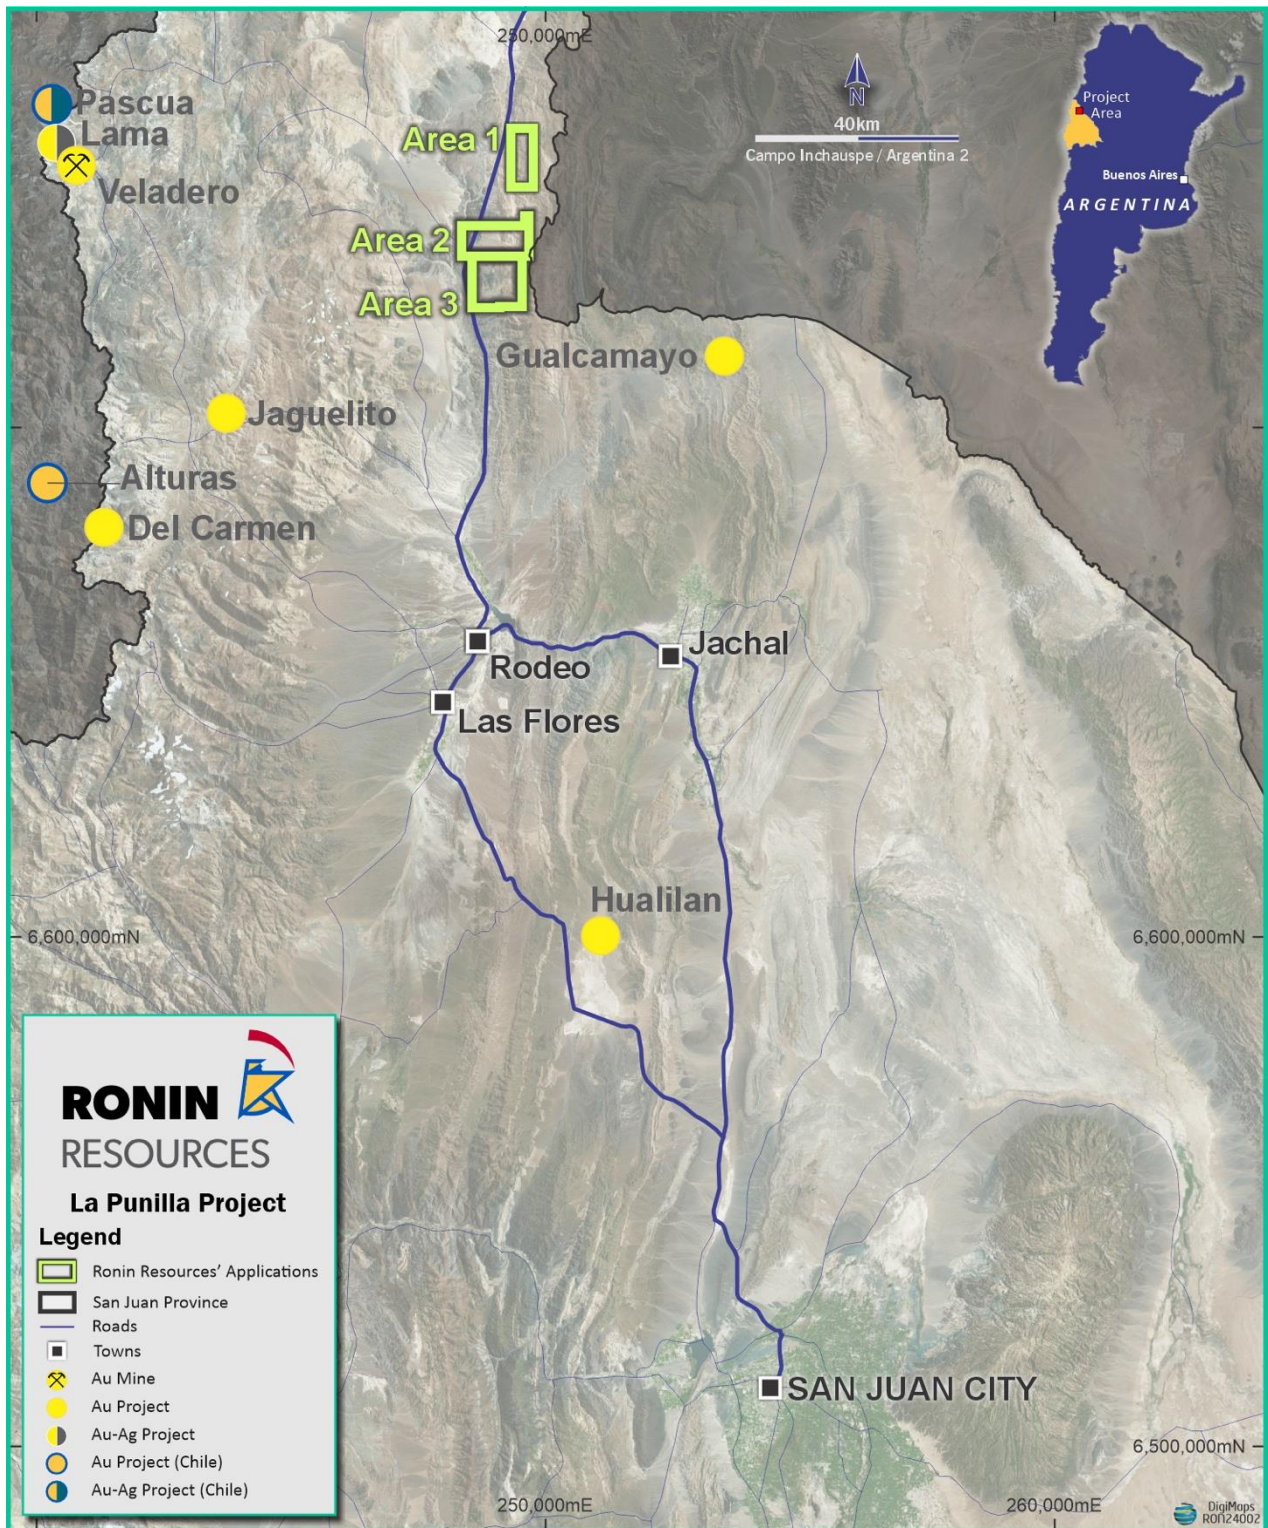 250,000mE
Pascua
Lama
Veladero
Area 1
Area 2
Area 3
N
40km
Campo Inchauspe / Argentina 2
Project
Area
Buenos Aires
ARGENTINA
Gualcamayo
Jaguelito
Alturas
Del Carmen
Jachal
Rodeo
Las Flores
Hualilan
6,600,000mN
6,600,000mN
RONIN
RESOURCES
La Punilla Project
Legend
Ronin Resources' Applications
San Juan Province
Roads
Towns
Au Mine
Au Project
Au-Ag Project
Au Project (Chile)
Au-Ag Project (Chile)
SAN JUAN CITY
6,500,000mN
250,000mE
260,000mE
DigiMaps
RON24002